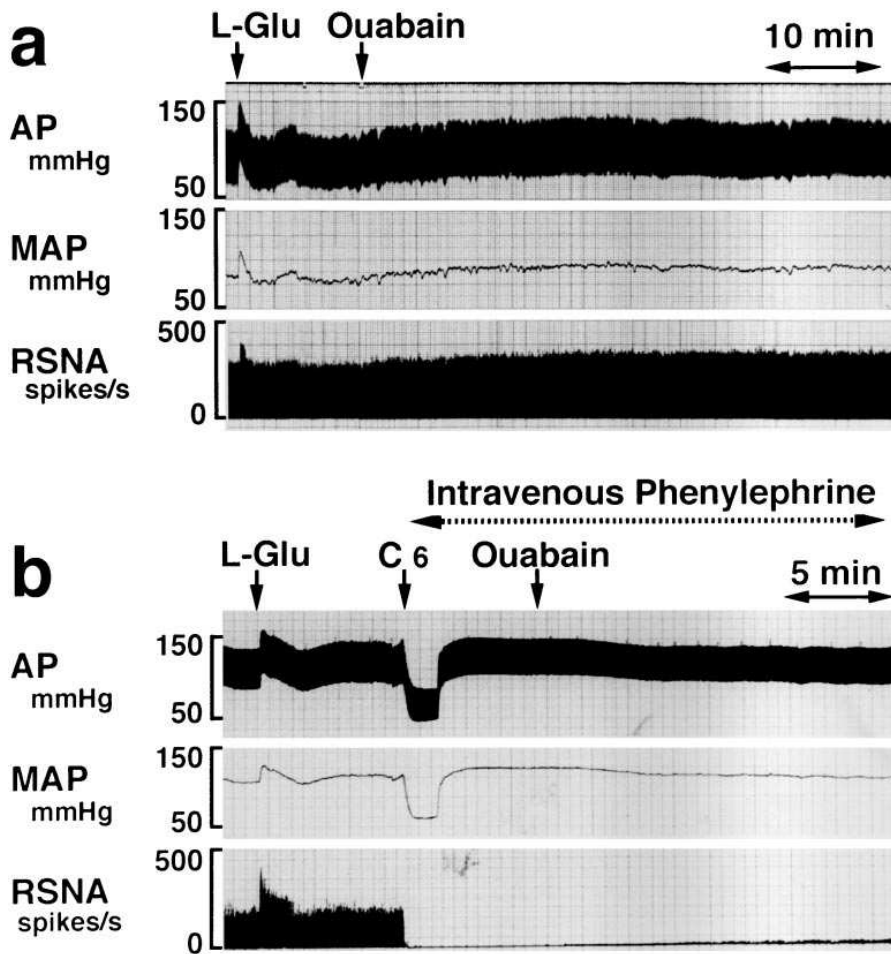 a
L-Glu Ouabain 10 min
AP
mmHg
150
50
MAP
mmHg
150
50
RSNA
spikes/s
500
0
Intravenous Phenylephrine
b
L-Glu C 6 Ouabain 5 min
AP
mmHg
150
50
MAP
mmHg
150
50
RSNA
spikes/s
500
0